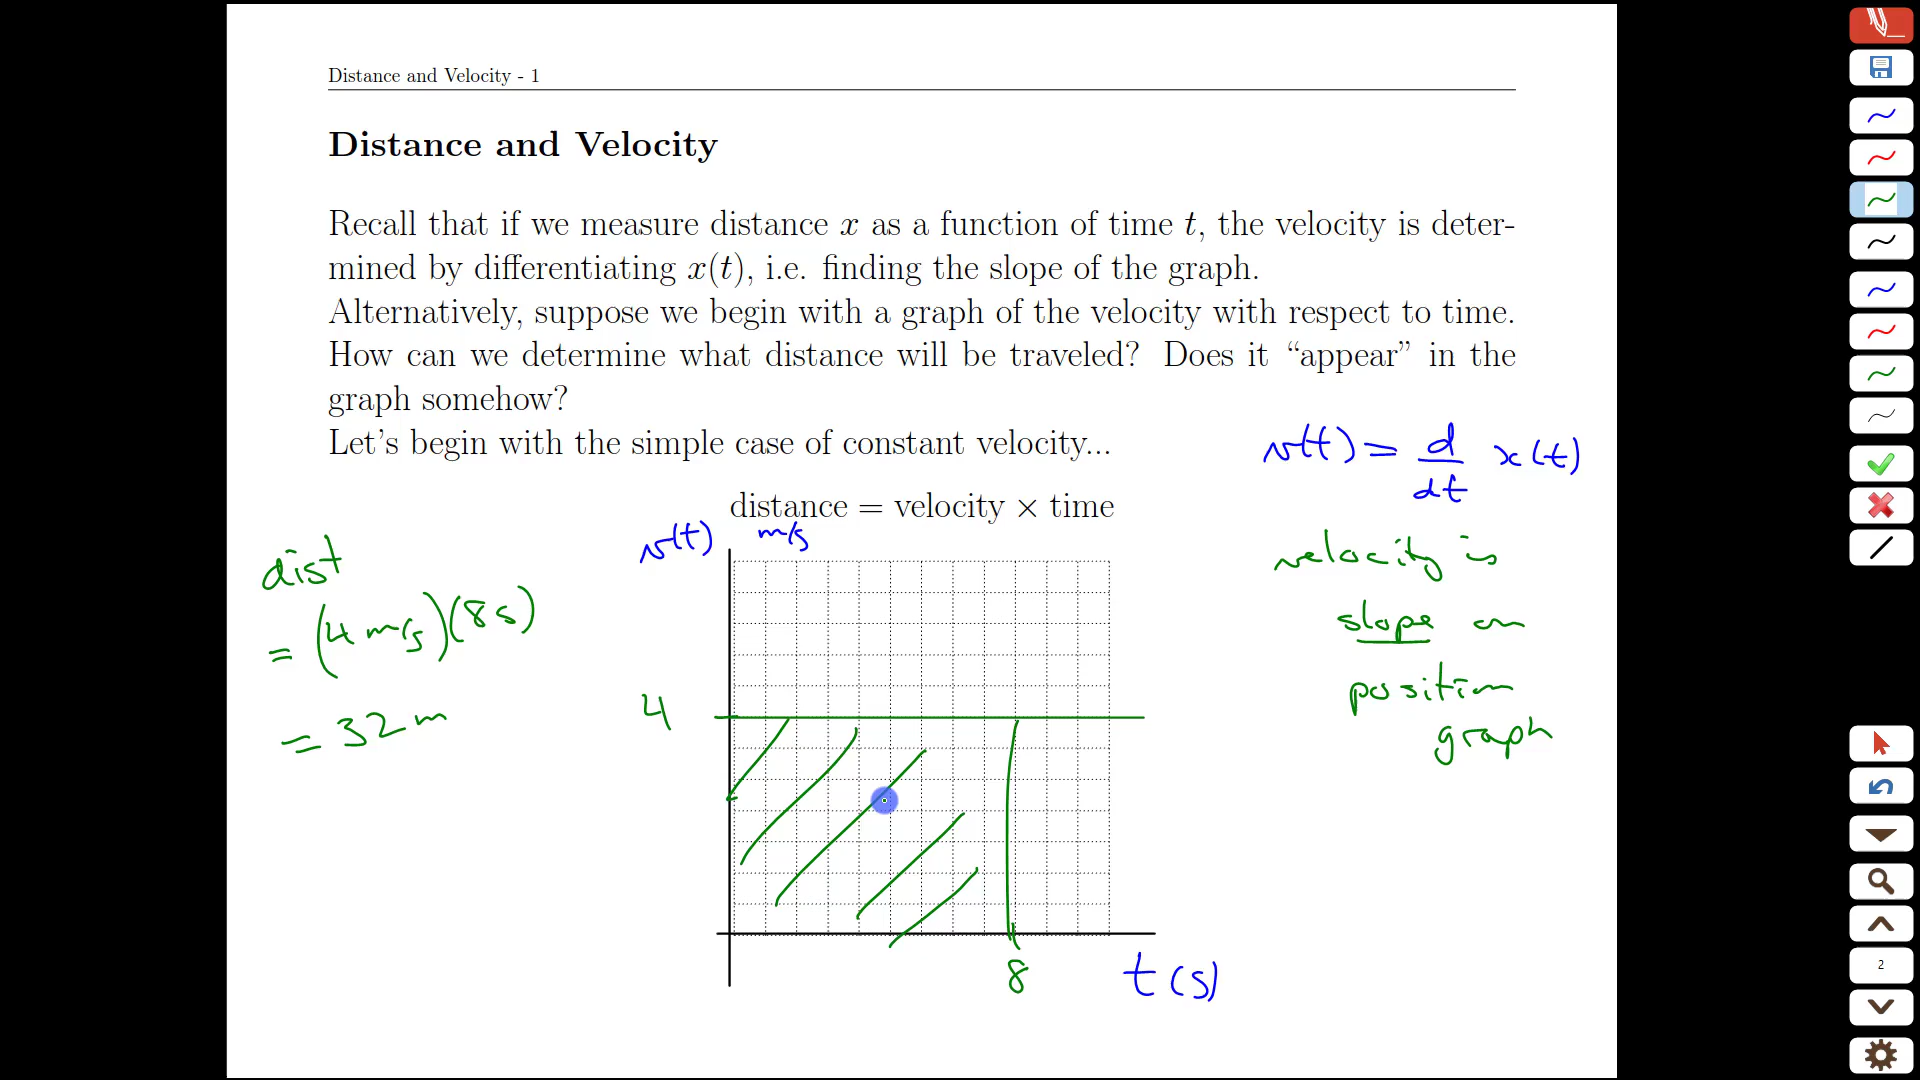 Distance and Velocity - 1
Distance and Velocity
Recall that if we measure distance x as a function of time t, the velocity is deter-
mined by differentiating x(t), i.e. finding the slope of the graph.
Alternatively, suppose we begin with a graph of the velocity with respect to time.
How can we determine what distance will be traveled? Does it “appear” in the
graph somehow?
Let's begin with the simple case of constant velocity...
v(t) = d/dt x(t)
distance = velocity × time
v(t) m/s
dist
= (4 m/s)(8 s)
= 32 m
velocity is
slope on
position
graph
4
8
t (s)
2